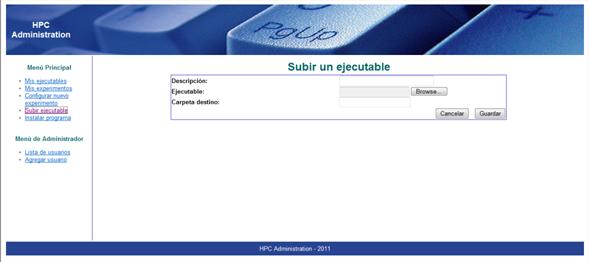 HPC
Administration
PgUp
+
Menú Principal
Mis ejecutables
Mis experimentos
Configurar nuevo
experimento
Subir ejecutable
Instalar programa
Menú de Administrador
Lista de usuarios
Agregar usuario
Subir un ejecutable
Descripción:
Ejecutable:
Browse...
Carpeta destino:
Cancelar Guardar
HPC Administration - 2011